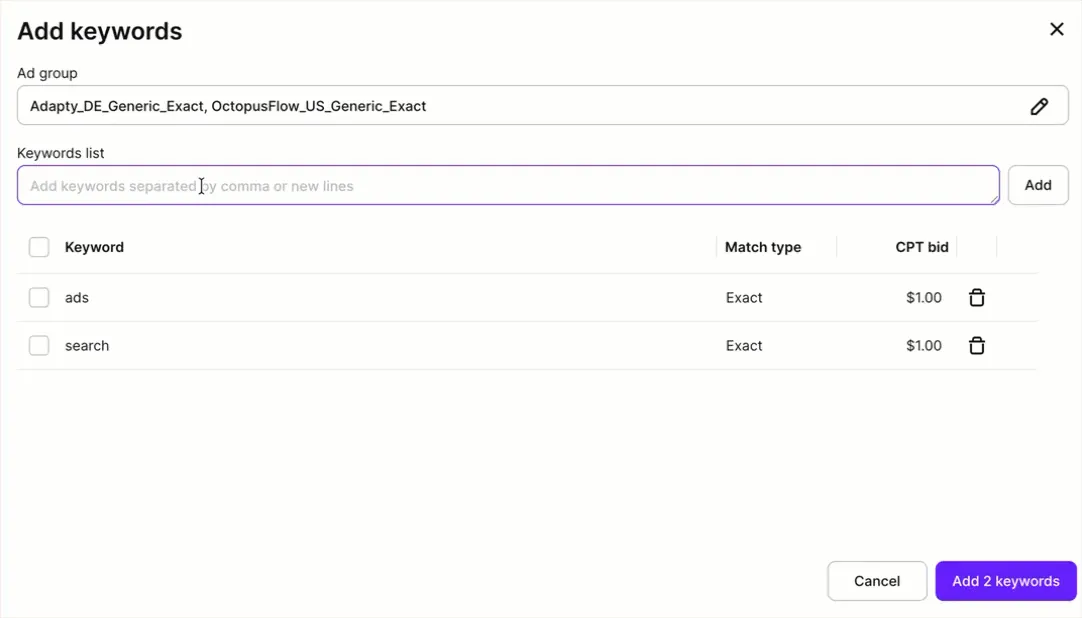 Add keywords
Ad group
Adapty_DE_Generic_Exact, OctopusFlow_US_Generic_Exact
Keywords list
Add keywords separated by comma or new lines
Add
Keyword Match type CPT bid
ads Exact $1.00
search Exact $1.00
Cancel Add 2 keywords